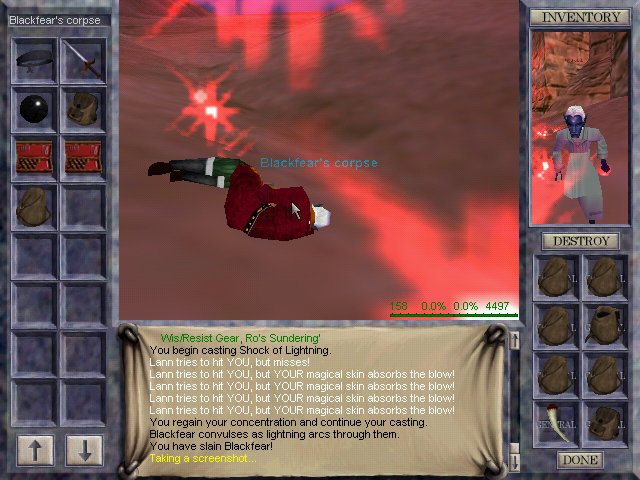 Blackfear's corpse
INVENTORY
Blackfear's corpse
DESTROY
158 0.0% 0.0% 4497
Wis/Resist Gear, Ro's Sundering'
You begin casting Shock of Lightning.
Lann tries to hit YOU, but misses!
Lann tries to hit YOU, but YOUR magical skin absorbs the blow!
Lann tries to hit YOU, but YOUR magical skin absorbs the blow!
Lann tries to hit YOU, but YOUR magical skin absorbs the blow!
Lann tries to hit YOU, but YOUR magical skin absorbs the blow!
You regain your concentration and continue your casting.
Blackfear convulses as lightning arcs through them.
You have slain Blackfear!
Taking a screenshot...
DONE